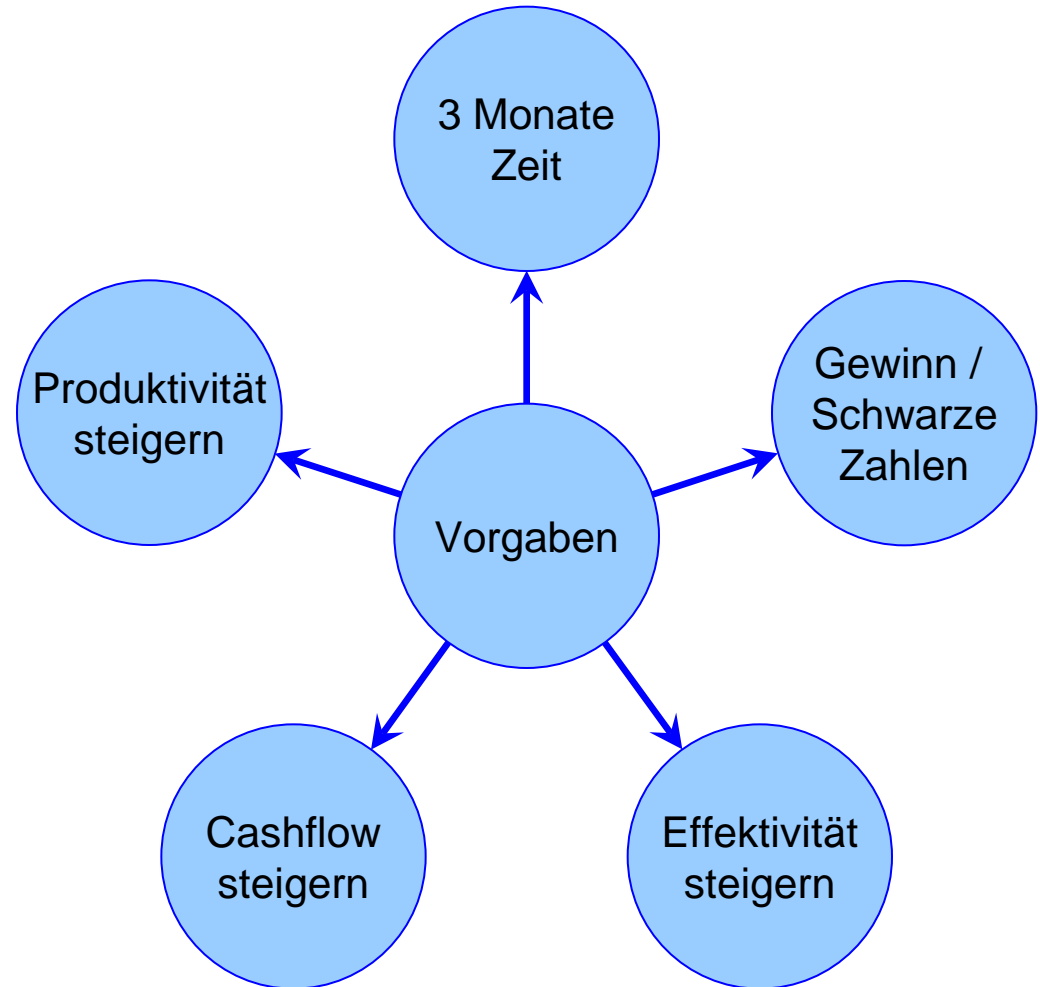 3 Monate
Zeit
Produktivität
steigern
Gewinn /
Schwarze
Zahlen
Vorgaben
Cashflow
steigern
Effektivität
steigern